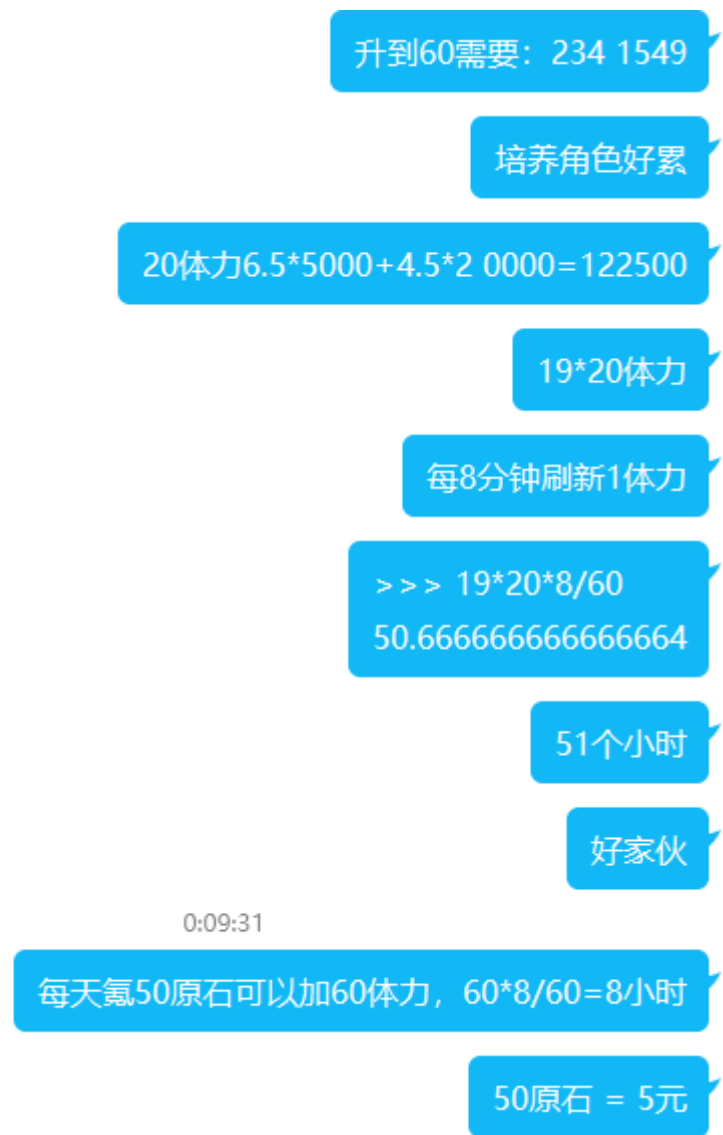 升到60需要：234 1549
培养角色好累
20体力6.5*5000+4.5*2 0000=122500
19*20体力
每8分钟刷新1体力
>>> 19*20*8/60
50.666666666666664
51个小时
好家伙
0:09:31
每天氪50原石可以加60体力，60*8/60=8小时
50原石 = 5元